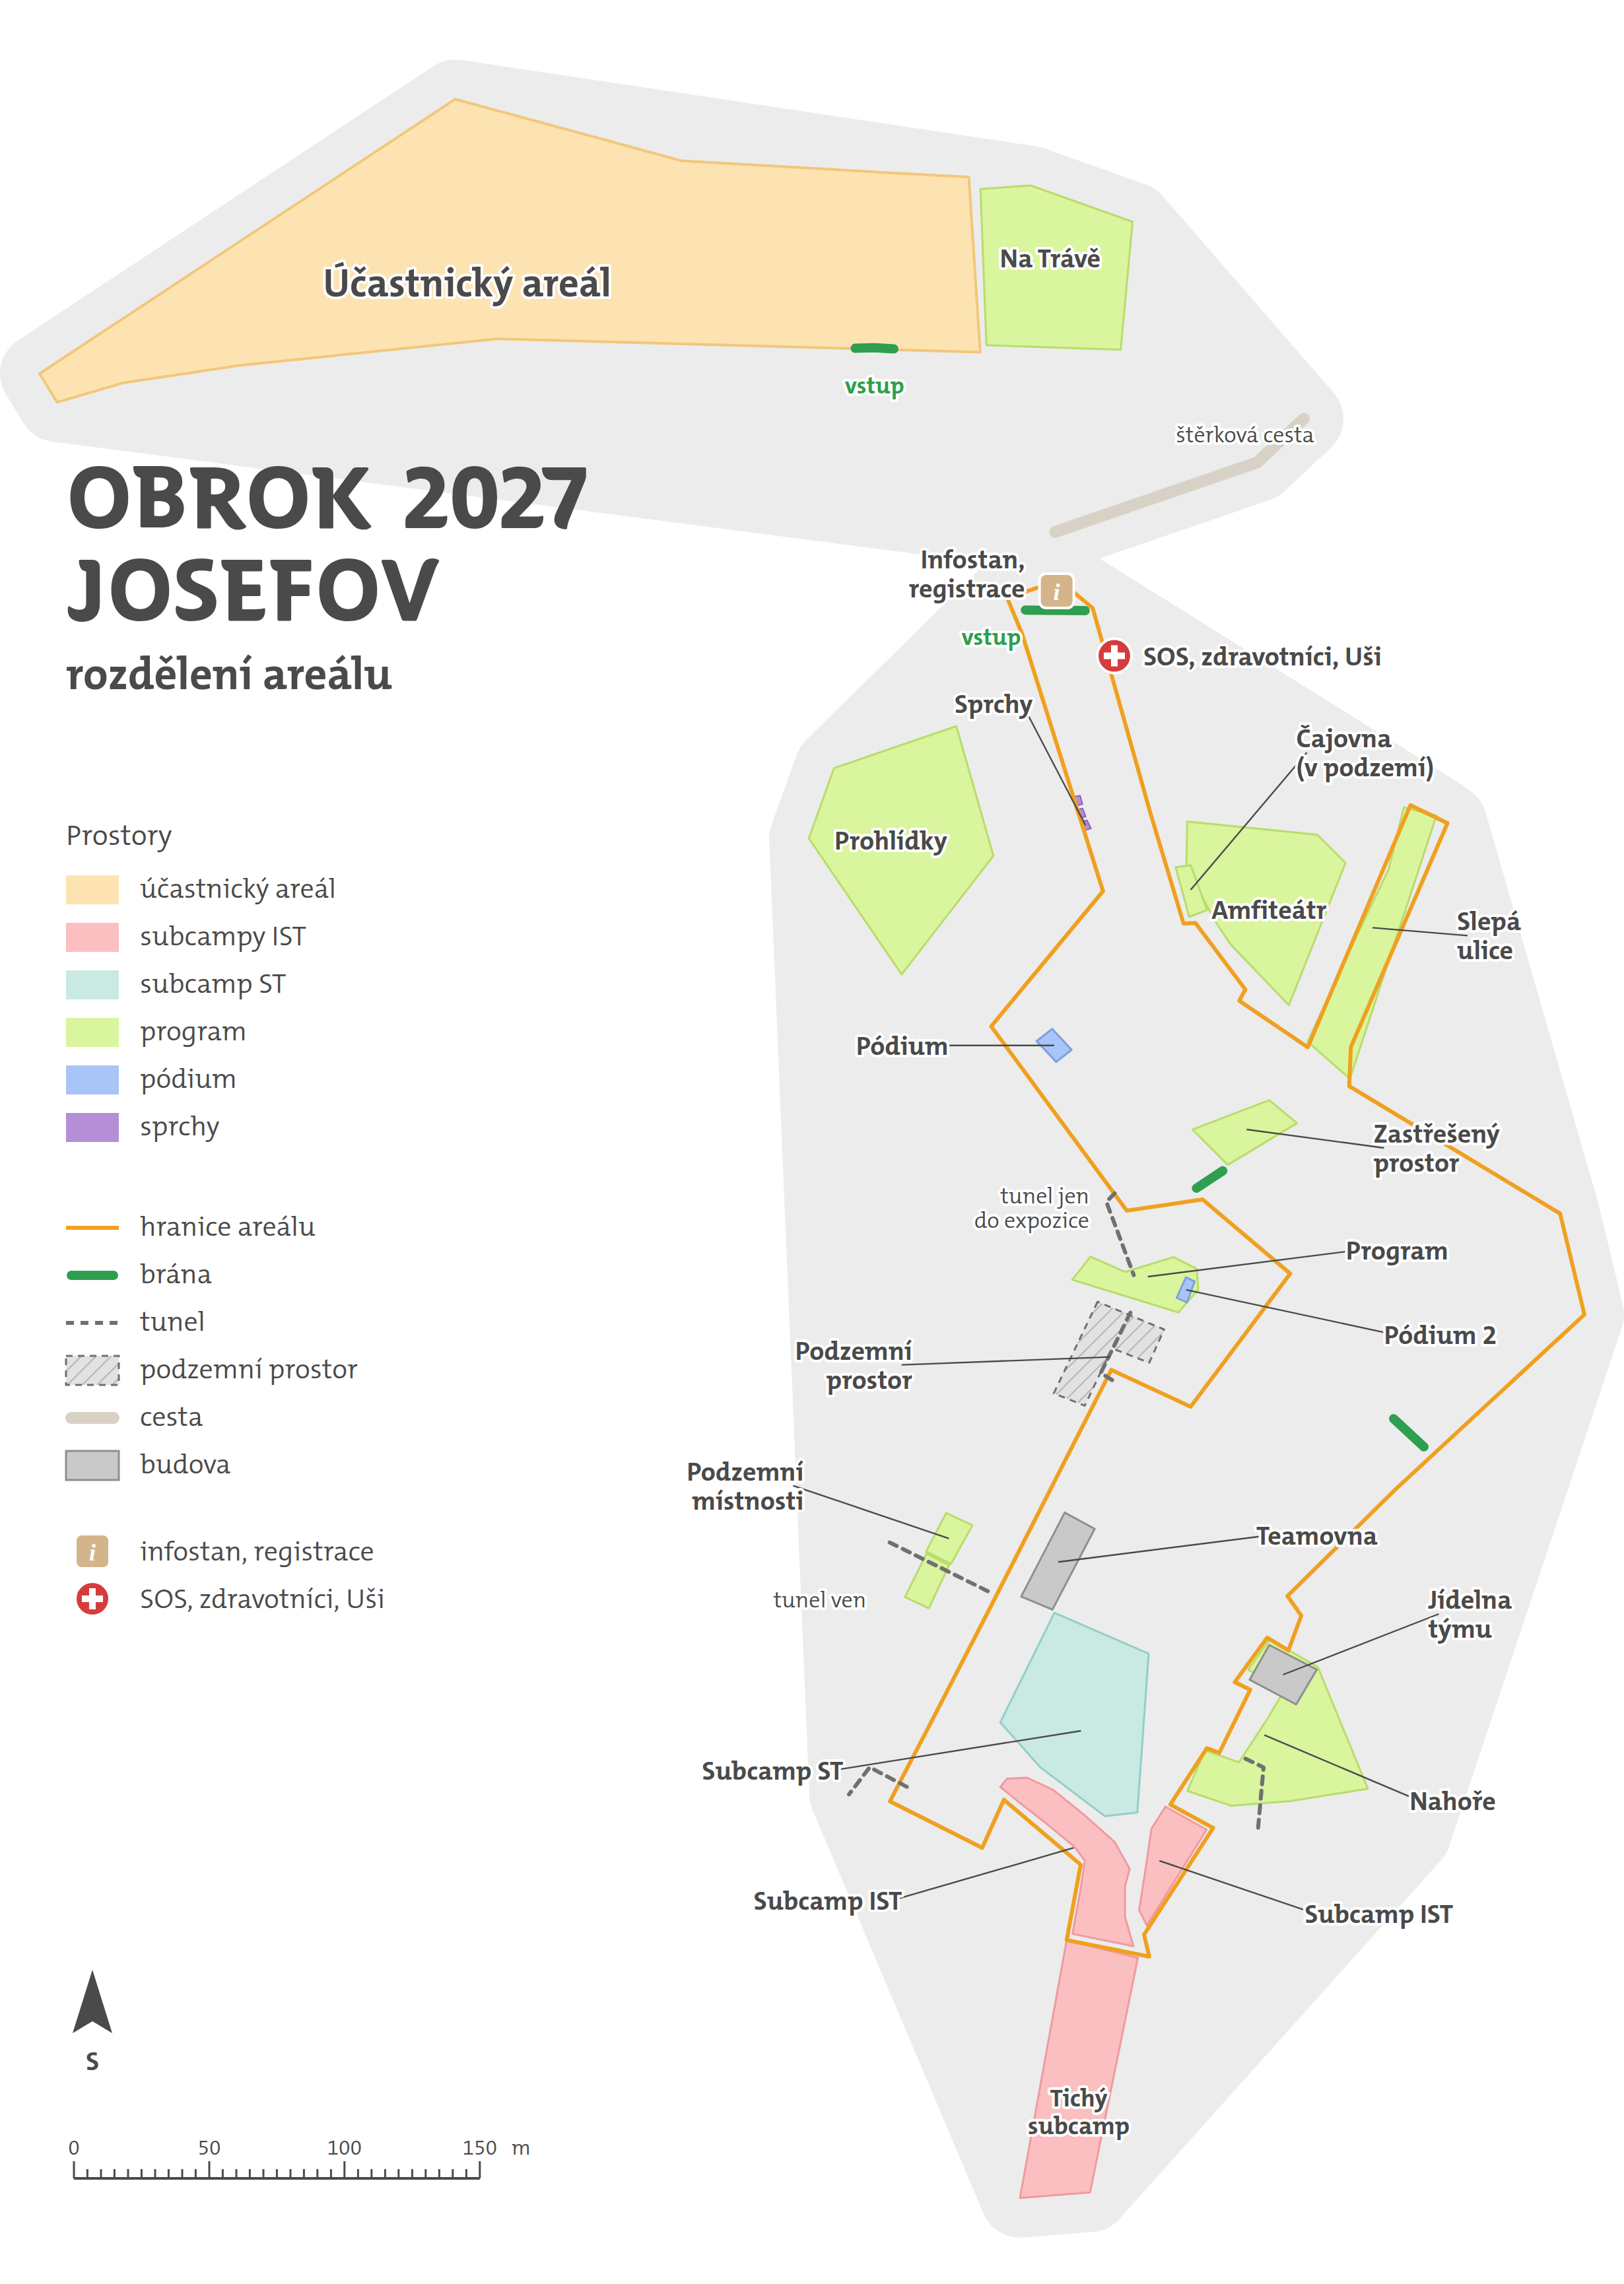 Účastnický areál
Na Trávě
vstup
štěrková cesta
OBROK 2027
JOSEFOV
rozdělení areálu
Infostan,
registrace
i
vstup
SOS, zdravotníci, Uši
Sprchy
Čajovna
(v podzemí)
Prohlídky
Amfiteátr
Slepá
ulice
Pódium
Zastřešený
prostor
tunel jen
do expozice
Program
Pódium 2
Podzemní
prostor
Podzemní
místnosti
Teamovna
tunel ven
Jídelna
týmu
Subcamp ST
Nahoře
Subcamp IST
Subcamp IST
Tichý
subcamp
Prostory
účastnický areál
subcampy IST
subcamp ST
program
pódium
sprchy
hranice areálu
brána
tunel
podzemní prostor
cesta
budova
i infostan, registrace
SOS, zdravotníci, Uši
S
0 50 100 150 m